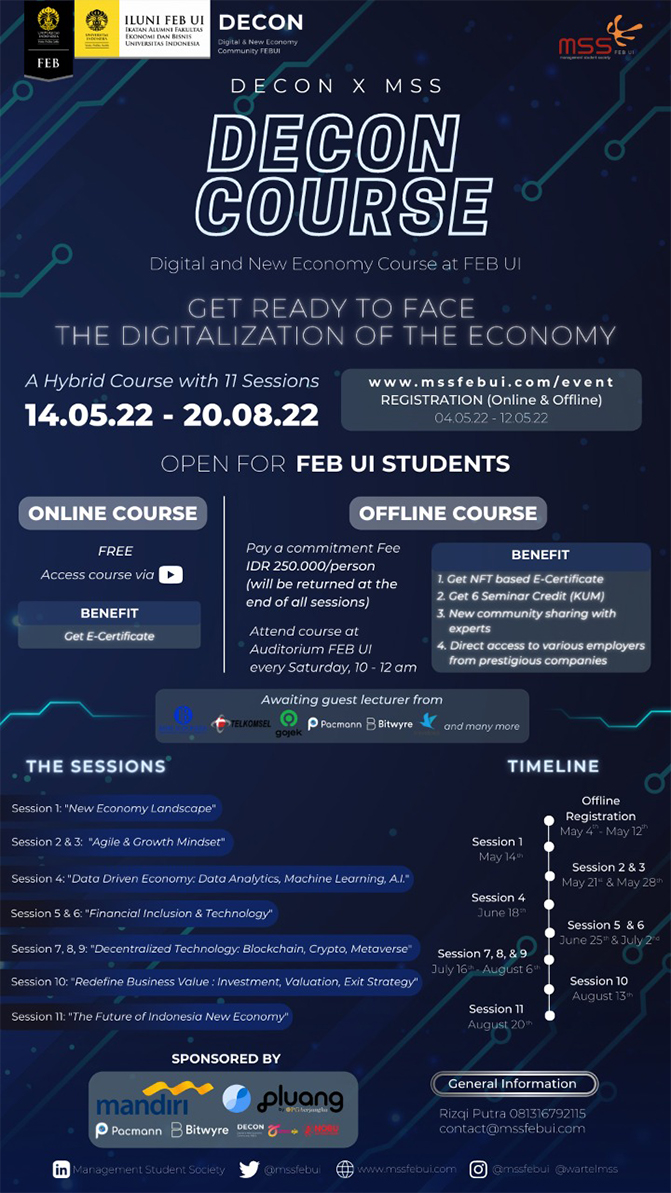 FEB
ILUNI FEB UI
IKATAN ALUMNI FAKULTAS
EKONOMI DAN BISNIS
UNIVERSITAS INDONESIA
DECON
Digital & New Economy
Community FEBUI
mss FEB UI
management student society
DECON X MSS
DECON
COURSE
Digital and New Economy Course at FEB UI
GET READY TO FACE
THE DIGITALIZATION OF THE ECONOMY
A Hybrid Course with 11 Sessions
14.05.22 - 20.08.22
www.mssfebui.com/event
REGISTRATION (Online & Offline)
04.05.22 - 12.05.22
OPEN FOR FEB UI STUDENTS
ONLINE COURSE
FREE
Access course via
BENEFIT
Get E-Certificate
OFFLINE COURSE
Pay a commitment Fee
IDR 250.000/person
(will be returned at the
end of all sessions)
Attend course at
Auditorium FEB UI
every Saturday, 10 - 12 am
BENEFIT
1. Get NFT based E-Certificate
2. Get 6 Seminar Credit (KUM)
3. New community sharing with
experts
4. Direct access to various employers
from prestigious companies
Awaiting guest lecturer from
TELKOMSEL
gojek
Pacmann
Bitwyre
and many more
THE SESSIONS
Session 1: "New Economy Landscape"
Session 2 & 3: "Agile & Growth Mindset"
Session 4: "Data Driven Economy: Data Analytics, Machine Learning, A.I."
Session 5 & 6: "Financial Inclusion & Technology"
Session 7, 8, 9: "Decentralized Technology: Blockchain, Crypto, Metaverse"
Session 10: "Redefine Business Value : Investment, Valuation, Exit Strategy"
Session 11: "The Future of Indonesia New Economy"
TIMELINE
Offline
Registration
May 4th - May 12th
Session 1
May 14th
Session 2 & 3
May 21st & May 28th
Session 4
June 18th
Session 5 & 6
June 25th & July 2nd
Session 7, 8, & 9
July 16th - August 6th
Session 10
August 13th
Session 11
August 20th
SPONSORED BY
mandiri
pluang
Pacmann
Bitwyre
DECON
General Information
Rizqi Putra 081316792115
contact@mssfebui.com
Management Student Society
@mssfebui
www.mssfebui.com
@mssfebui @wartelmss